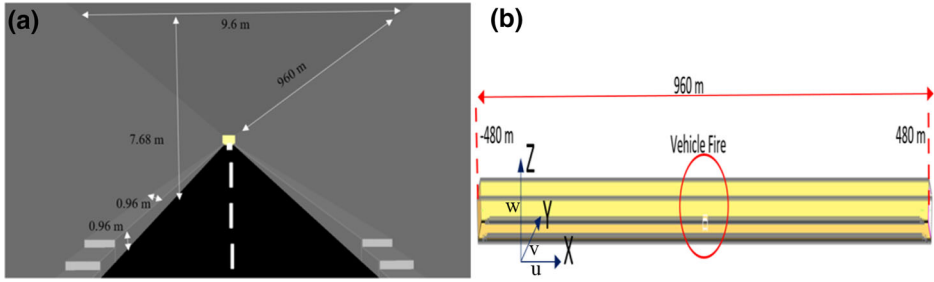 (a)
9.6 m
960 m
7.68 m
0.96 m
0.96 m
(b)
960 m
-480 m
480 m
Vehicle Fire
Z
w
Y
v
X
u